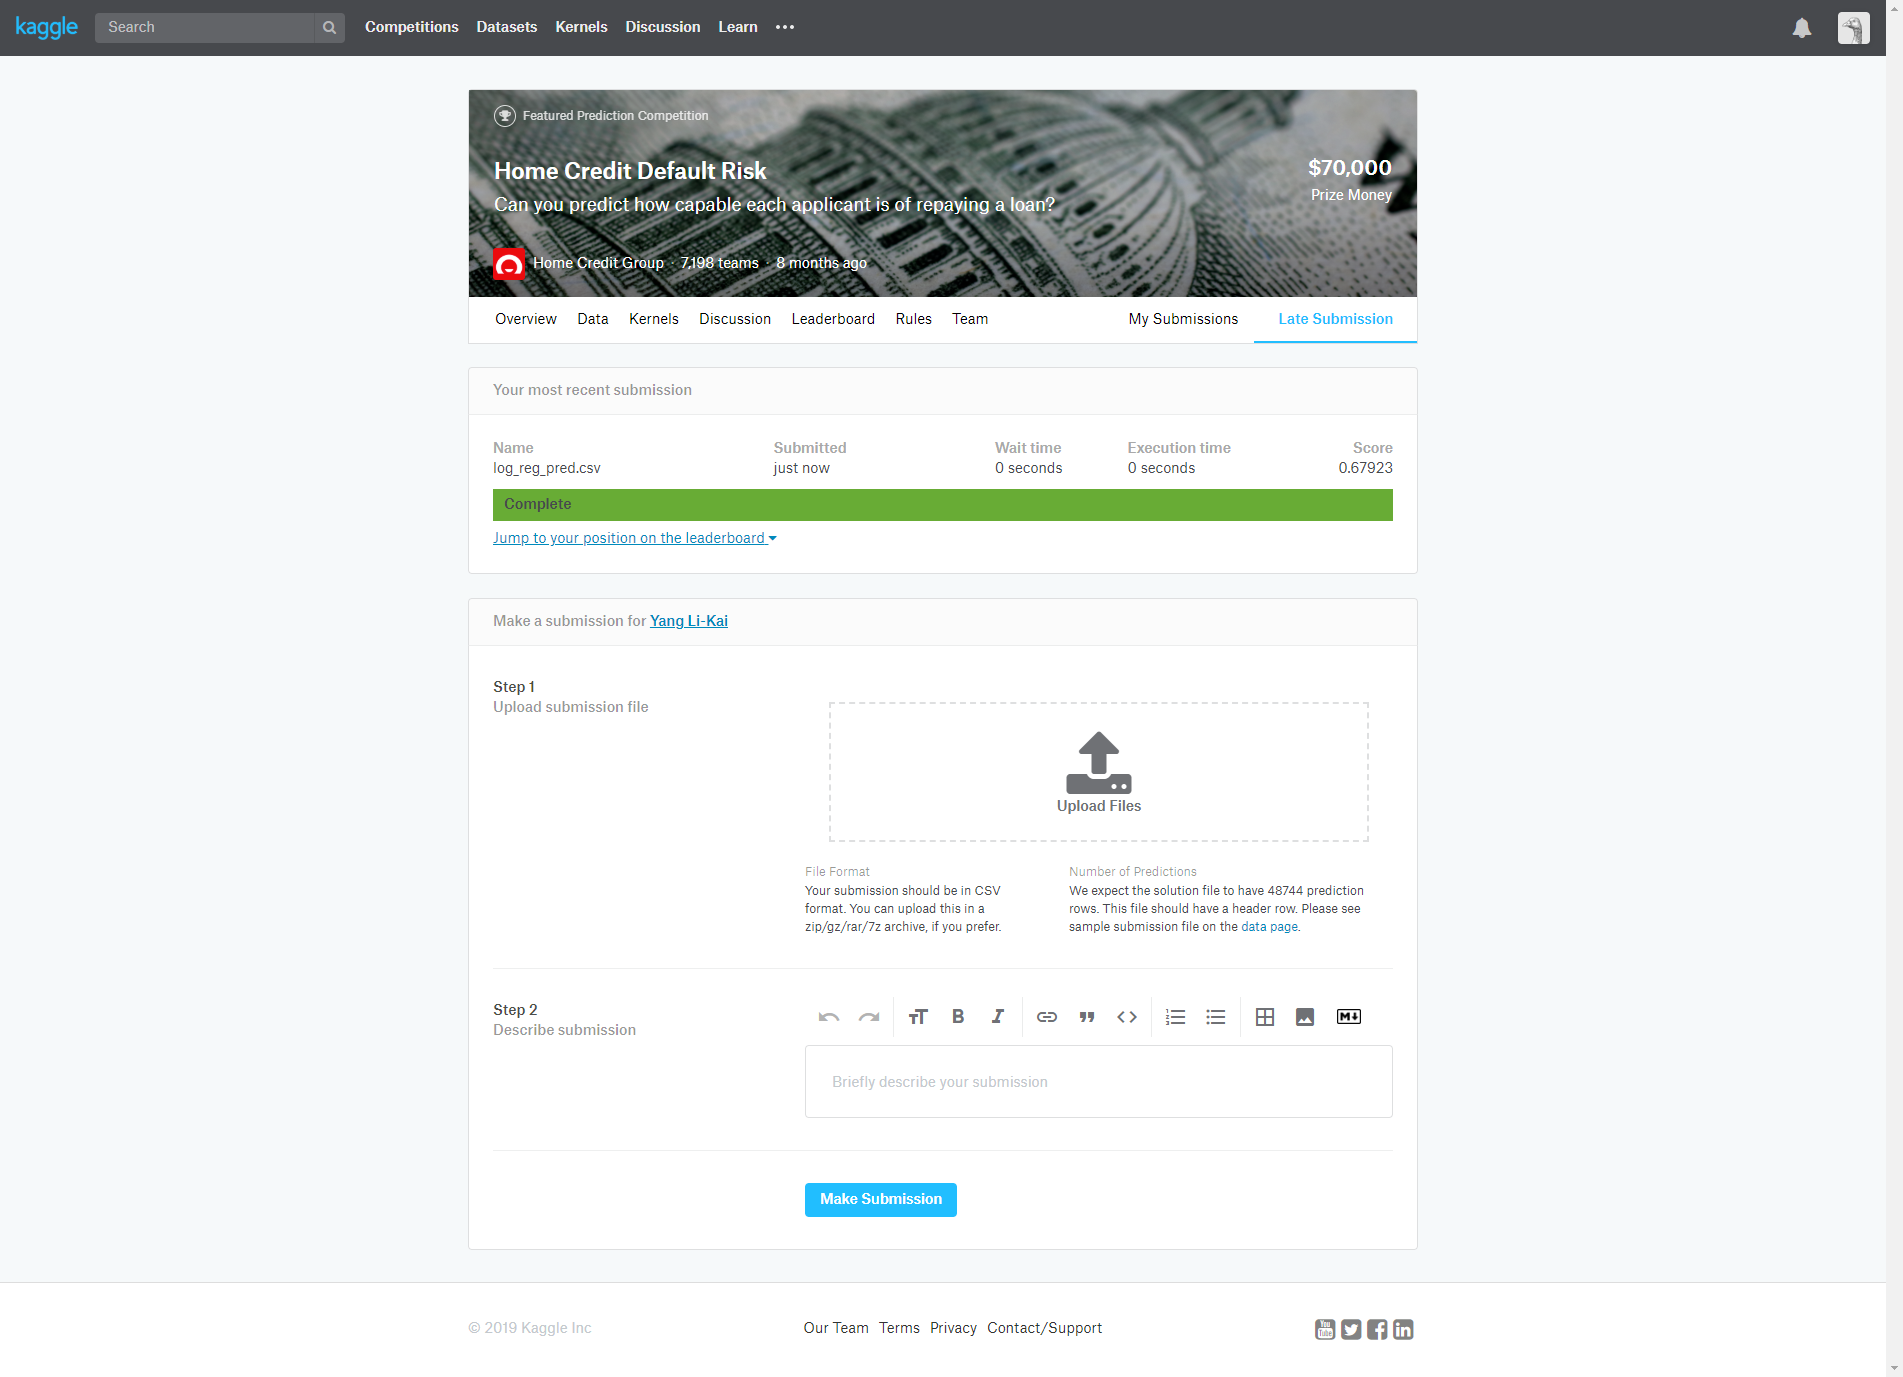 kaggle Search Competitions Datasets Kernels Discussion Learn
Featured Prediction Competition
Home Credit Default Risk
$70,000
Can you predict how capable each applicant is of repaying a loan?
Prize Money
Home Credit Group · 7,198 teams · 8 months ago
Overview Data Kernels Discussion Leaderboard Rules Team My Submissions Late Submission
Your most recent submission
Name Submitted Wait time Execution time Score
log_reg_pred.csv just now 0 seconds 0 seconds 0.67923
Complete
Jump to your position on the leaderboard
Make a submission for Yang Li-Kai
Step 1
Upload submission file
Upload Files
File Format
Your submission should be in CSV
format. You can upload this in a
zip/gz/rar/7z archive, if you prefer.
Number of Predictions
We expect the solution file to have 48744 prediction
rows. This file should have a header row. Please see
sample submission file on the data page.
Step 2
Describe submission
Briefly describe your submission
Make Submission
© 2019 Kaggle Inc Our Team Terms Privacy Contact/Support